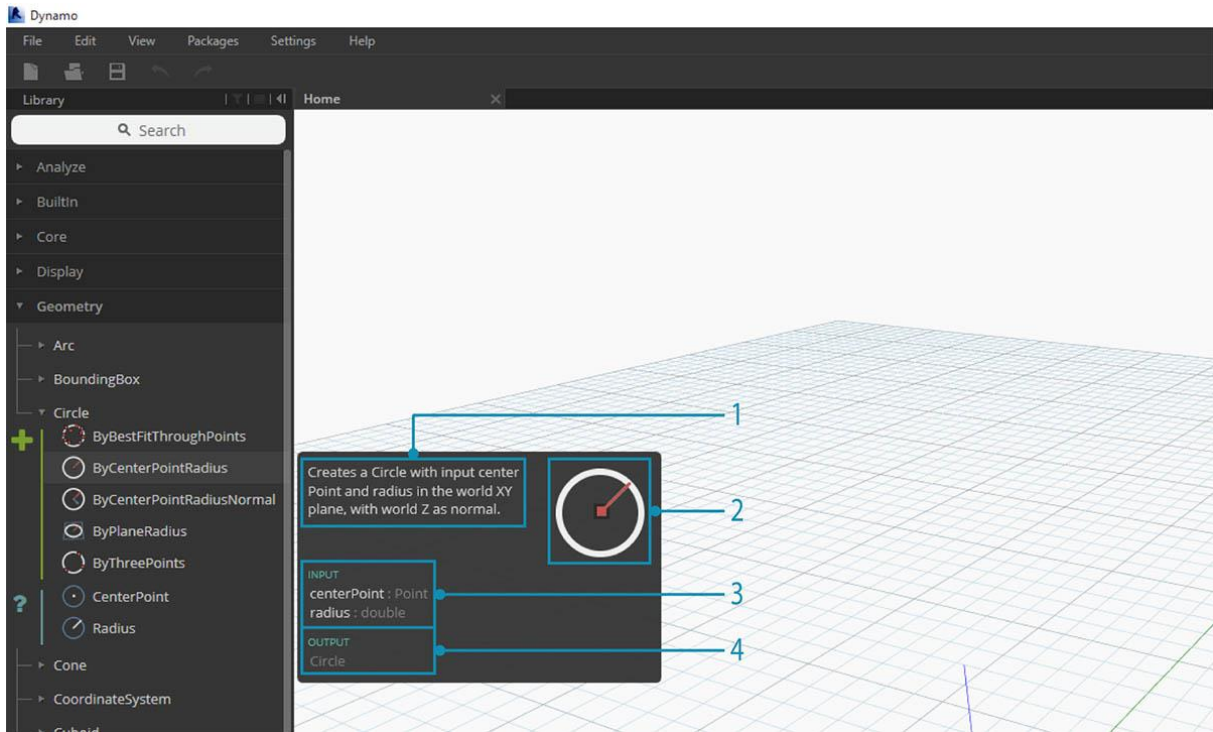 Dynamo
File Edit View Packages Settings Help
Library
Home
Search
Analyze
BuiltIn
Core
Display
Geometry
Arc
BoundingBox
Circle
ByBestFitThroughPoints
ByCenterPointRadius
ByCenterPointRadiusNormal
ByPlaneRadius
ByThreePoints
CenterPoint
Radius
Cone
CoordinateSystem
Cuboid
Creates a Circle with input center
Point and radius in the world XY
plane, with world Z as normal.
INPUT
centerPoint : Point
radius : double
OUTPUT
Circle
1
2
3
4